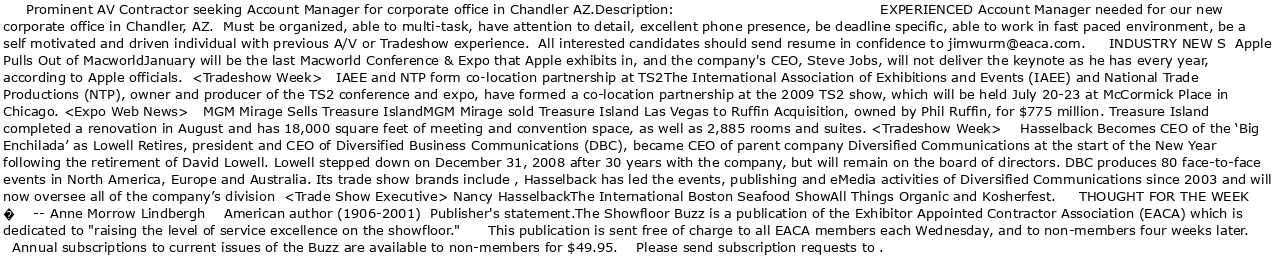 Prominent AV Contractor seeking Account Manager for corporate office in Chandler AZ.Description: EXPERIENCED Account Manager needed for our new
corporate office in Chandler, AZ.  Must be organized, able to multi-task, have attention to detail, excellent phone presence, be deadline specific, able to work in fast paced environment, be a
self motivated and driven individual with previous A/V or Tradeshow experience.  All interested candidates should send resume in confidence to jimwurm@eaca.com.      INDUSTRY NEW S  Apple
Pulls Out of MacworldJanuary will be the last Macworld Conference & Expo that Apple exhibits in, and the company's CEO, Steve Jobs, will not deliver the keynote as he has every year,
according to Apple officials.  <Tradeshow Week>    IAEE and NTP form co-location partnership at TS2The International Association of Exhibitions and Events (IAEE) and National Trade
Productions (NTP), owner and producer of the TS2 conference and expo, have formed a co-location partnership at the 2009 TS2 show, which will be held July 20-23 at McCormick Place in
Chicago. <Expo Web News>    MGM Mirage Sells Treasure IslandMGM Mirage sold Treasure Island Las Vegas to Ruffin Acquisition, owned by Phil Ruffin, for $775 million. Treasure Island
completed a renovation in August and has 18,000 square feet of meeting and convention space, as well as 2,885 rooms and suites. <Tradeshow Week>     Hasselback Becomes CEO of the ‘Big
Enchilada’ as Lowell Retires, president and CEO of Diversified Business Communications (DBC), became CEO of parent company Diversified Communications at the start of the New Year
following the retirement of David Lowell. Lowell stepped down on December 31, 2008 after 30 years with the company, but will remain on the board of directors. DBC produces 80 face-to-face
events in North America, Europe and Australia. Its trade show brands include , Hasselback has led the events, publishing and eMedia activities of Diversified Communications since 2003 and will
now oversee all of the company’s division  <Trade Show Executive> Nancy HasselbackThe International Boston Seafood ShowAll Things Organic and Kosherfest.      THOUGHT FOR THE WEEK
�     -- Anne Morrow Lindbergh     American author (1906-2001)  Publisher's statement.The Showfloor Buzz is a publication of the Exhibitor Appointed Contractor Association (EACA) which is
dedicated to "raising the level of service excellence on the showfloor."       This publication is sent free of charge to all EACA members each Wednesday, and to non-members four weeks later.
Annual subscriptions to current issues of the Buzz are available to non-members for $49.95.     Please send subscription requests to .